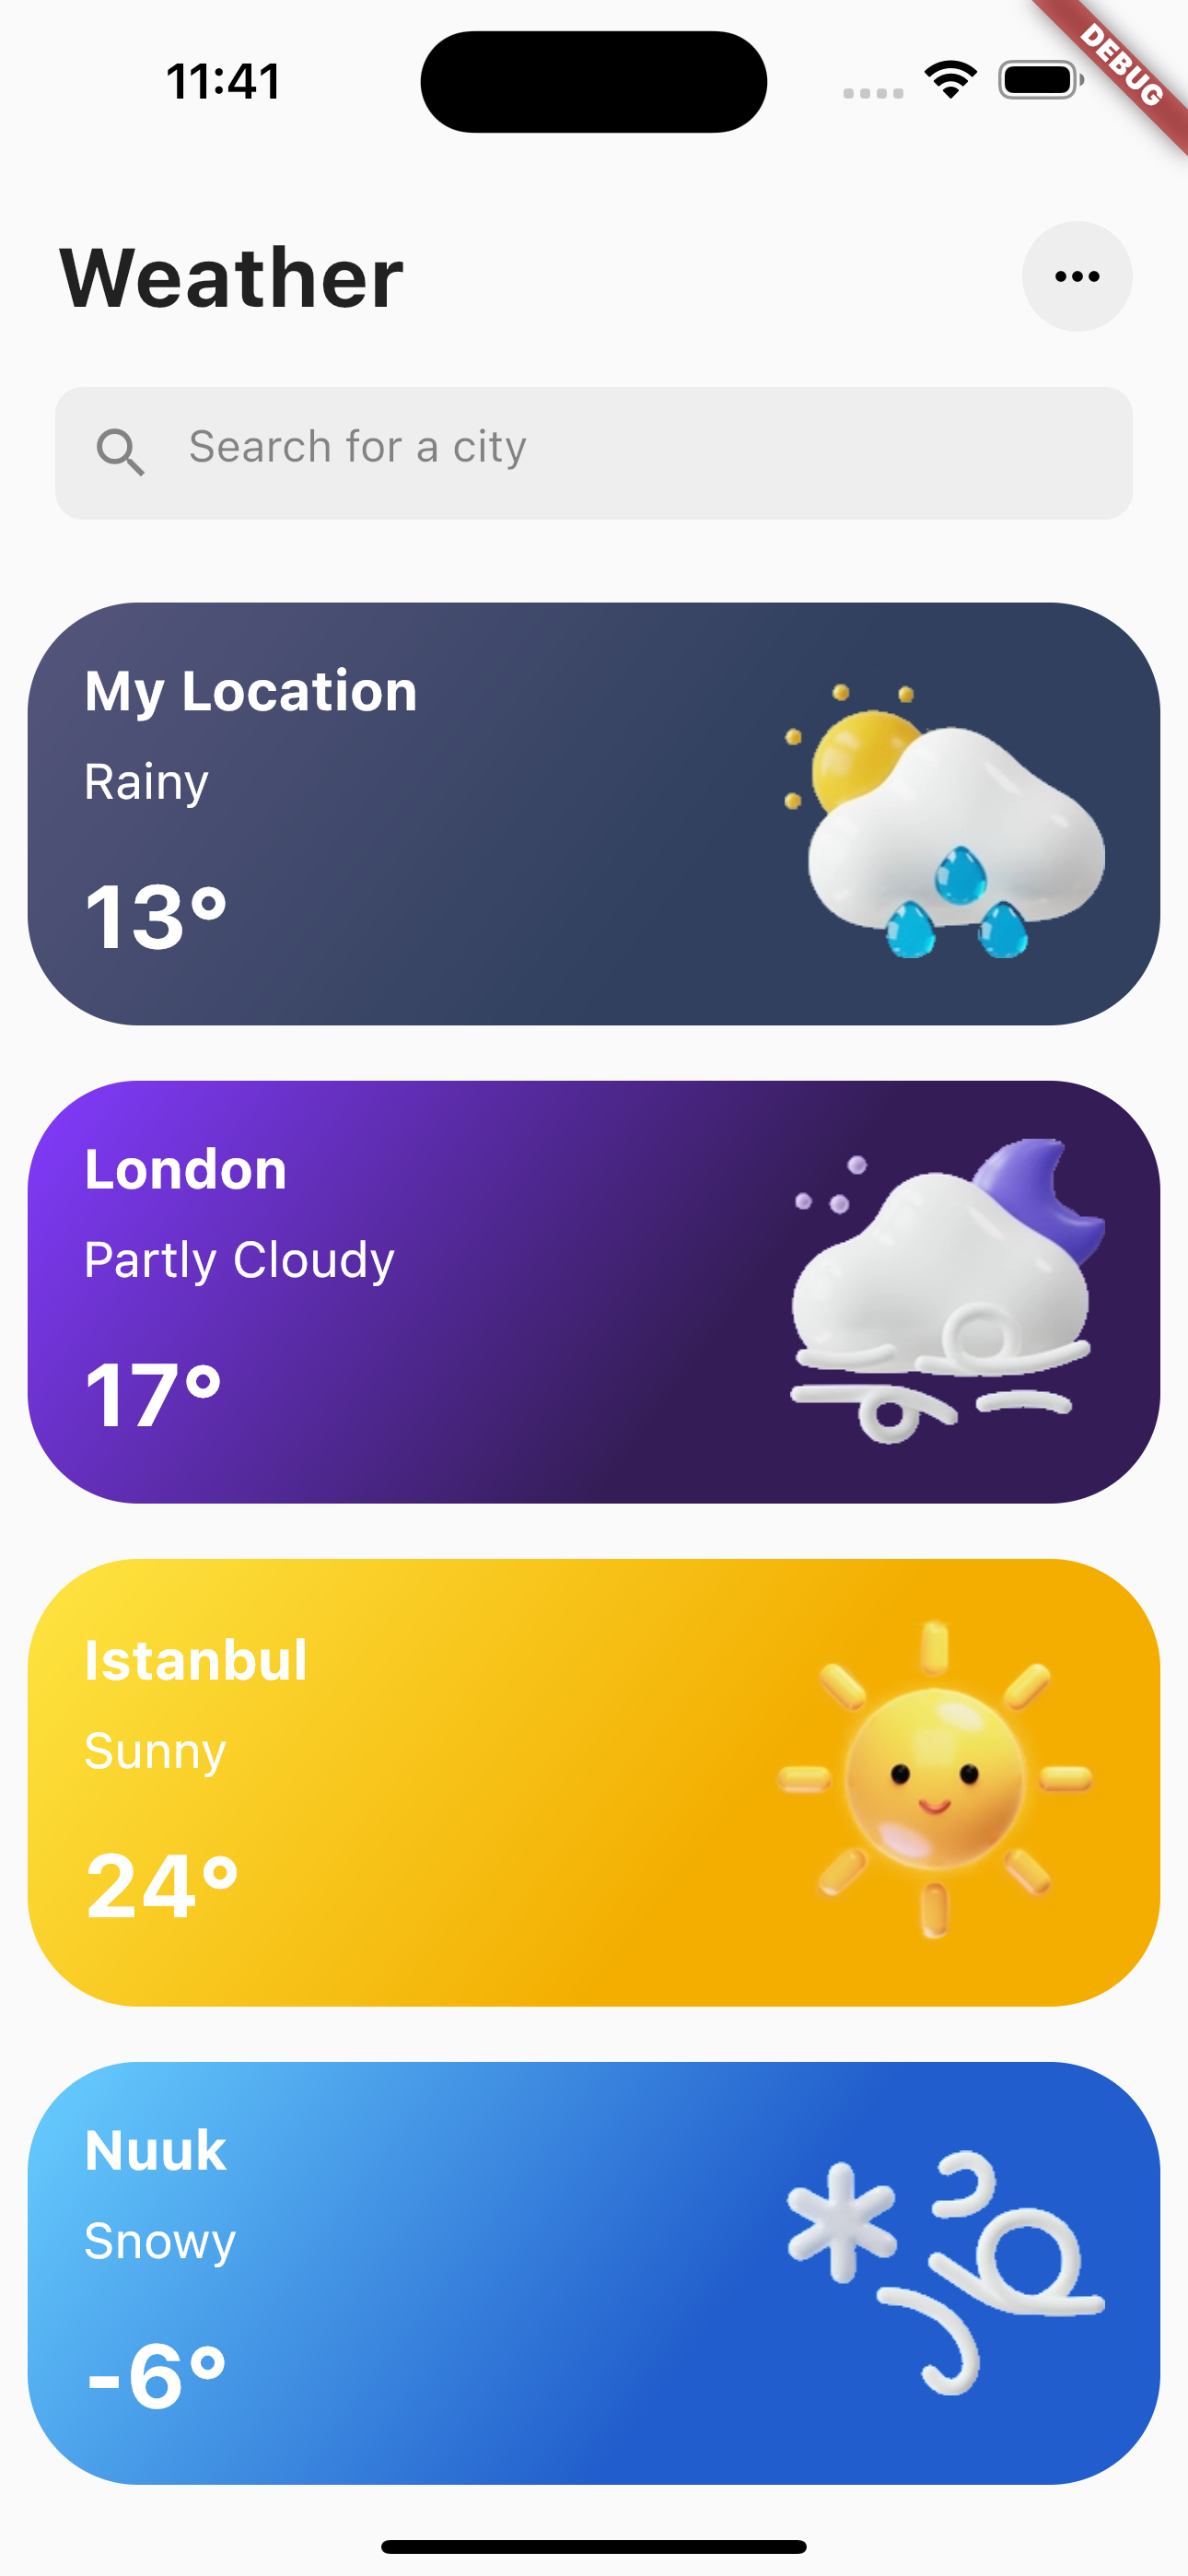 11:41
DEBUG
Weather
Search for a city
My Location
Rainy
13°
London
Partly Cloudy
17°
Istanbul
Sunny
24°
Nuuk
Snowy
-6°